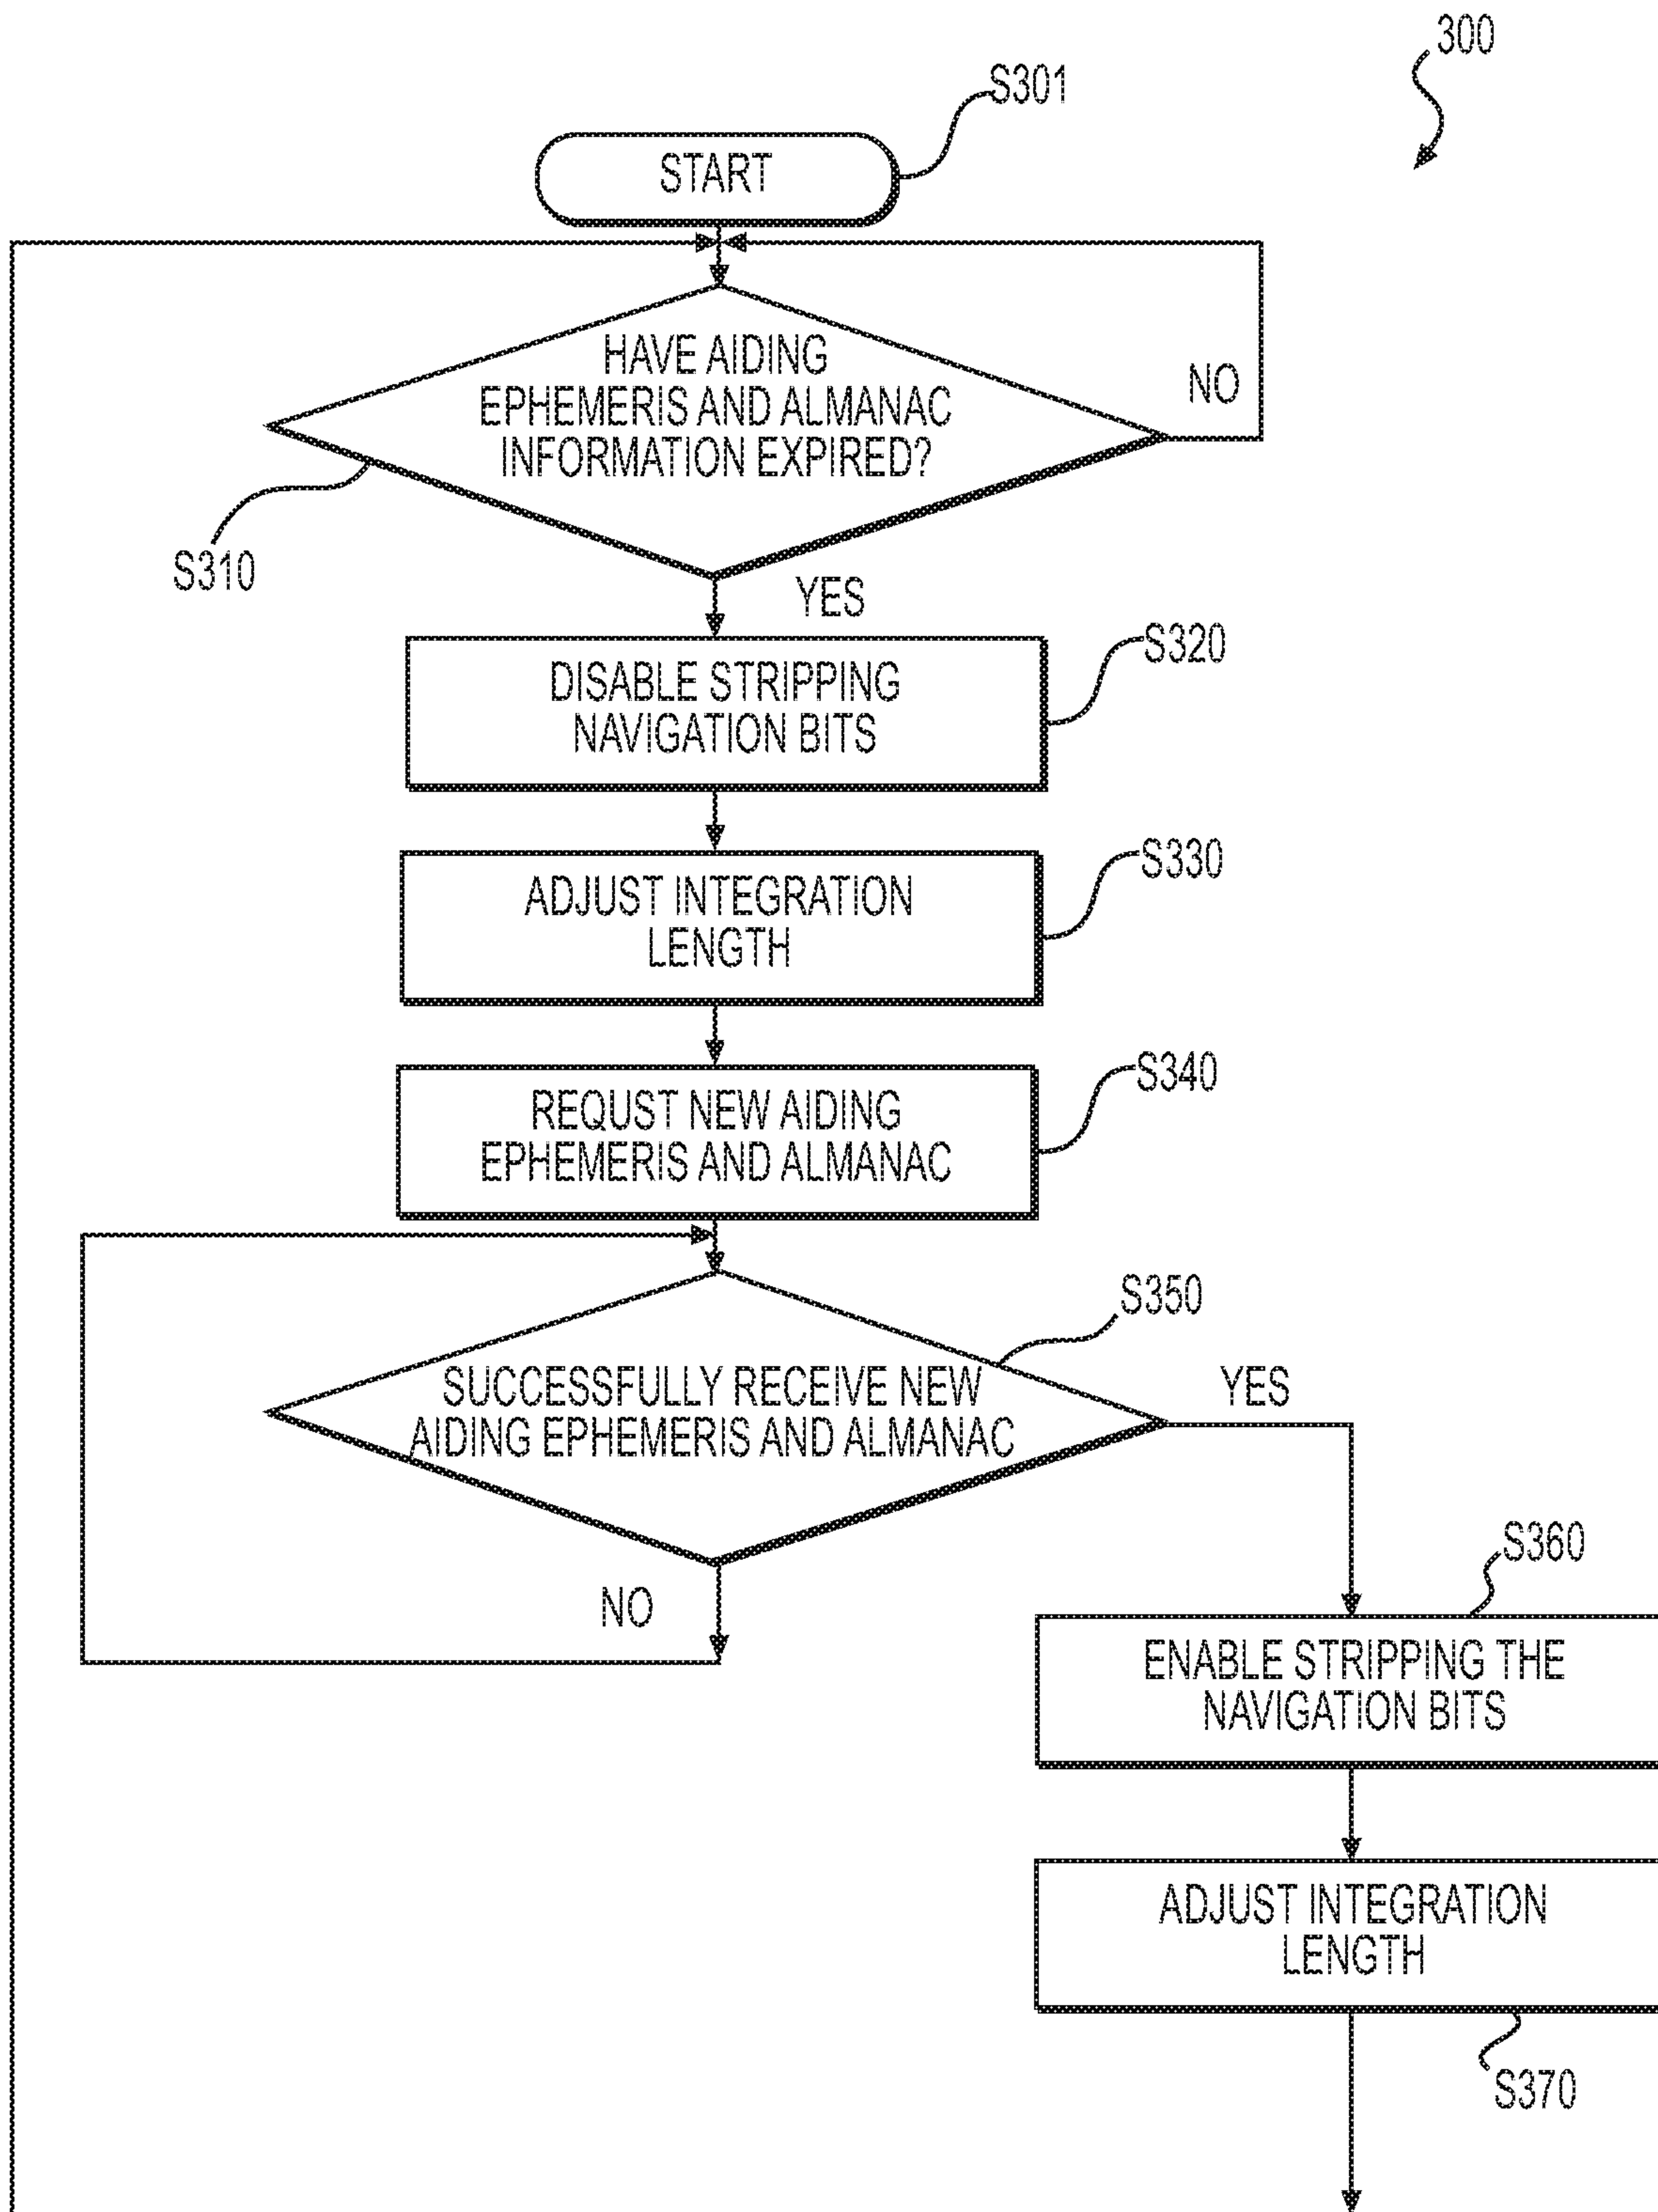 300
S301
START
HAVE AIDING
EPHEMERIS AND ALMANAC
INFORMATION EXPIRED?
NO
S310
YES
S320
DISABLE STRIPPING
NAVIGATION BITS
S330
ADJUST INTEGRATION
LENGTH
S340
REQUST NEW AIDING
EPHEMERIS AND ALMANAC
S350
SUCCESSFULLY RECEIVE NEW
AIDING EPHEMERIS AND ALMANAC
YES
NO
S360
ENABLE STRIPPING THE
NAVIGATION BITS
ADJUST INTEGRATION
LENGTH
S370